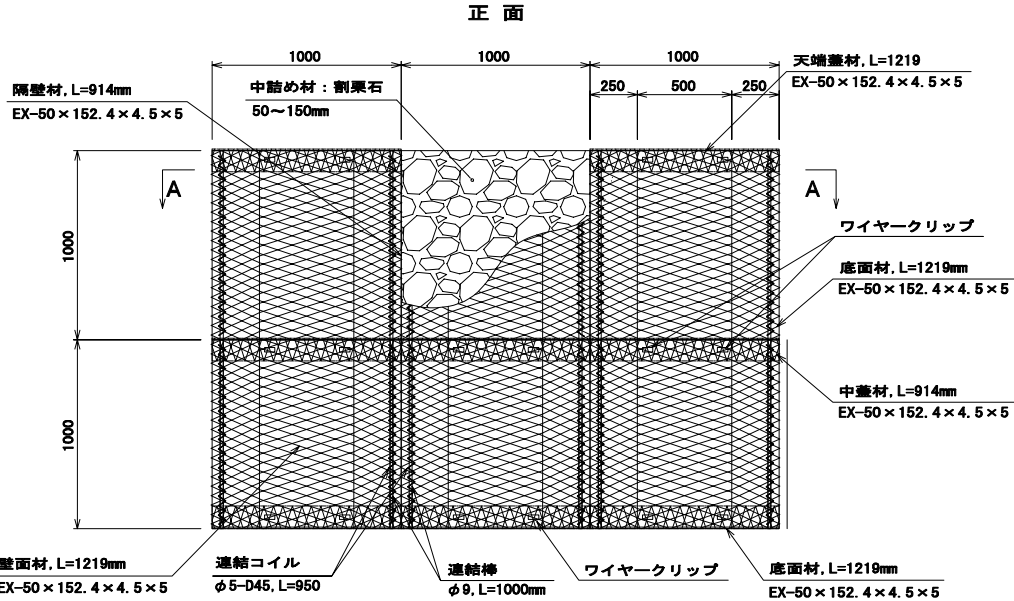 正 面
1000
1000
1000
天端蓋材, L=1219
EX-50×152.4×4.5×5
隔壁材, L=914mm
EX-50×152.4×4.5×5
中詰め材：割栗石
50〜150mm
250
500
250
A
A
1000
ワイヤークリップ
底面材, L=1219mm
EX-50×152.4×4.5×5
中蓋材, L=914mm
EX-50×152.4×4.5×5
1000
壁面材, L=1219mm
EX-50×152.4×4.5×5
連結コイル
φ5-D45, L=950
連結棒
φ9, L=1000mm
ワイヤークリップ
底面材, L=1219mm
EX-50×152.4×4.5×5